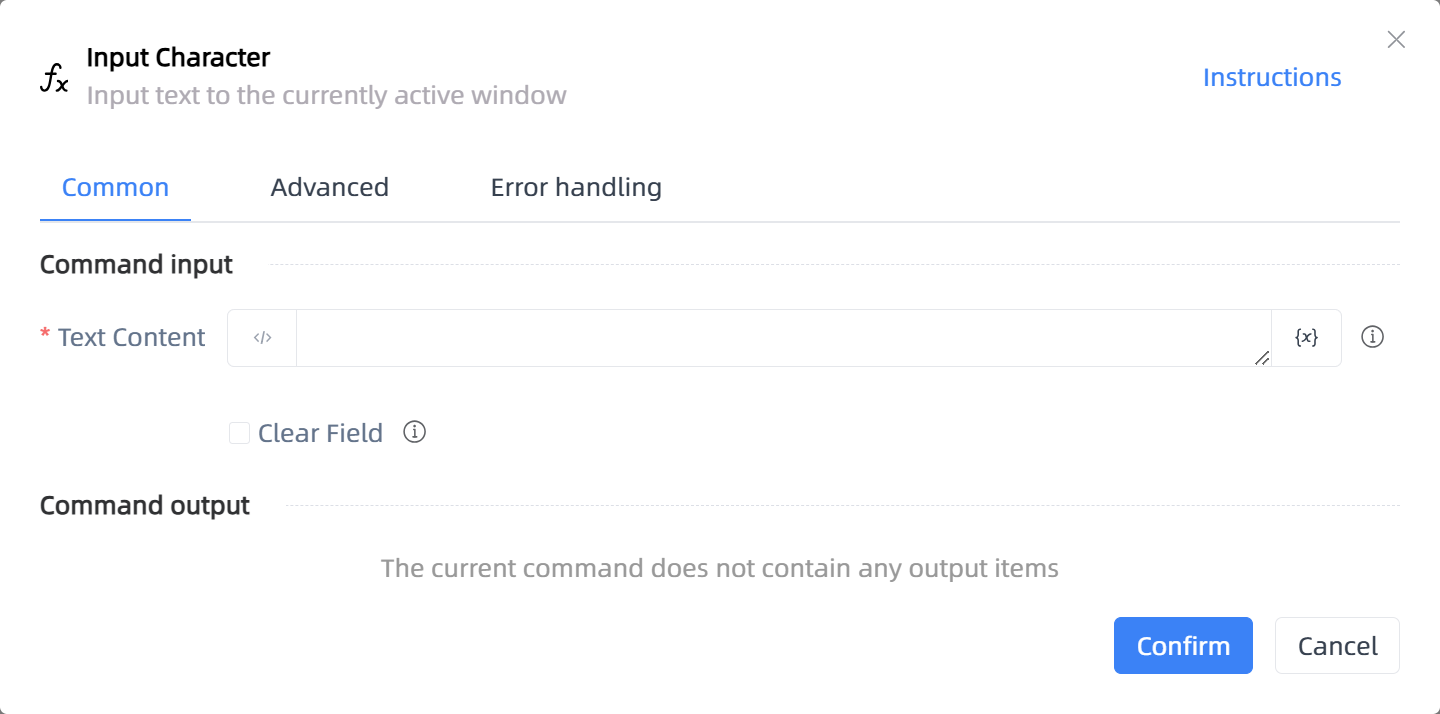 Input Character
Input text to the currently active window
Instructions
Common Advanced Error handling
Command input
* Text Content </> {x}
Clear Field
Command output
The current command does not contain any output items
Confirm Cancel